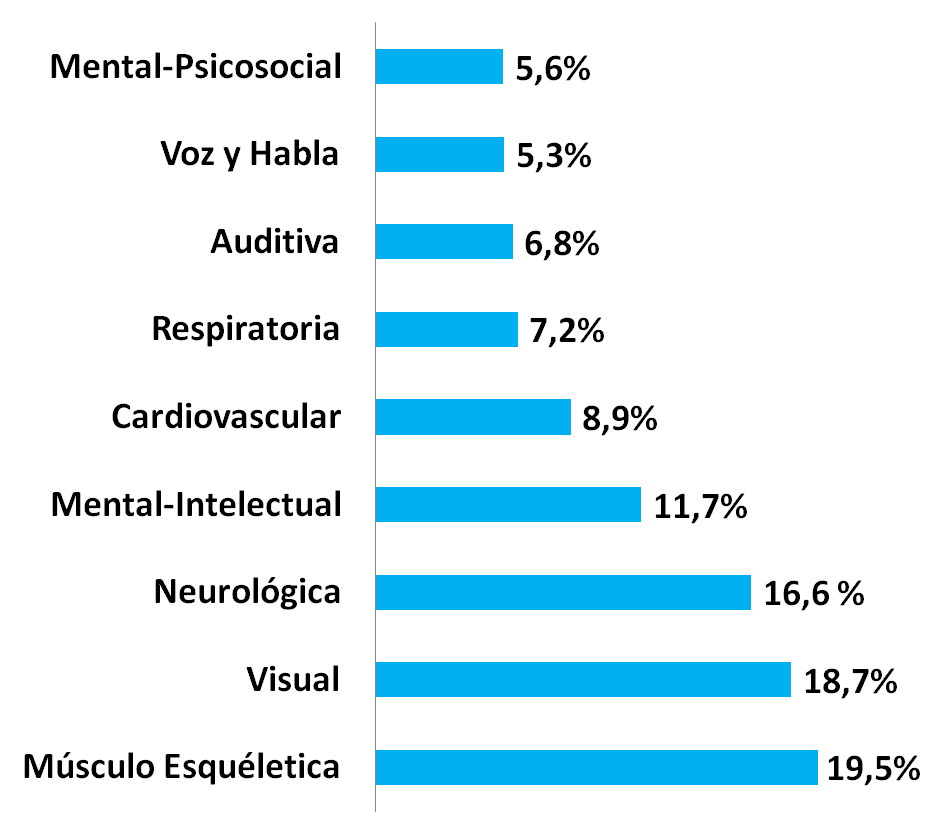 Mental-Psicosocial 5,6%
Voz y Habla 5,3%
Auditiva 6,8%
Respiratoria 7,2%
Cardiovascular 8,9%
Mental-Intelectual 11,7%
Neurológica 16,6 %
Visual 18,7%
Músculo Esquéletica 19,5%